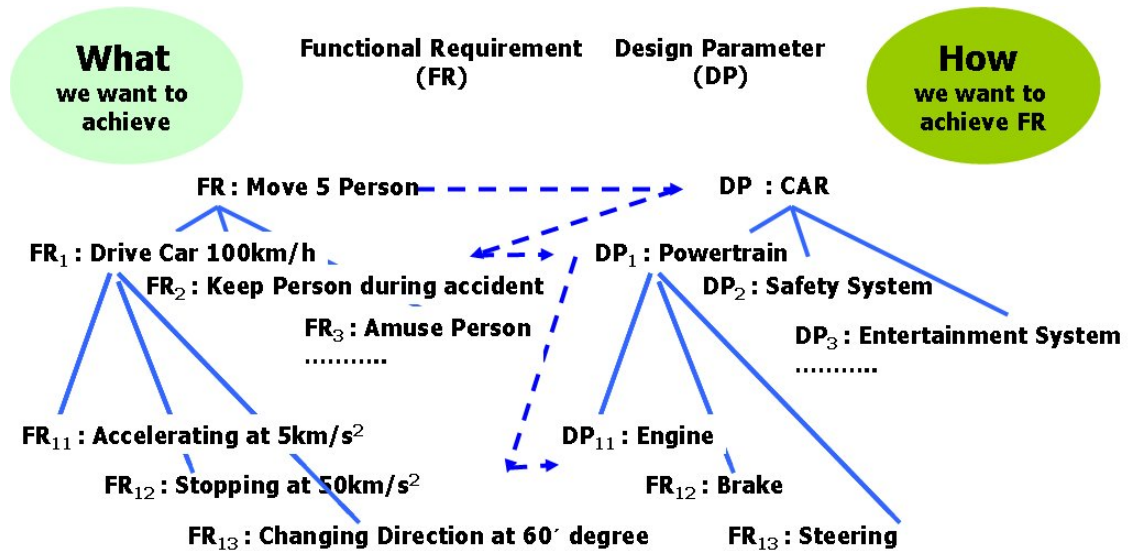 What
we want to
achieve
Functional Requirement
(FR)
Design Parameter
(DP)
How
we want to
achieve FR
FR : Move 5 Person
DP : CAR
FR₁ : Drive Car 100km/h
DP₁ : Powertrain
FR₂ : Keep Person during accident
DP₂ : Safety System
FR₃ : Amuse Person
...........
DP₃ : Entertainment System
...........
FR₁₁ : Accelerating at 5km/s²
DP₁₁ : Engine
FR₁₂ : Stopping at 50km/s²
FR₁₂ : Brake
FR₁₃ : Changing Direction at 60´ degree
FR₁₃ : Steering